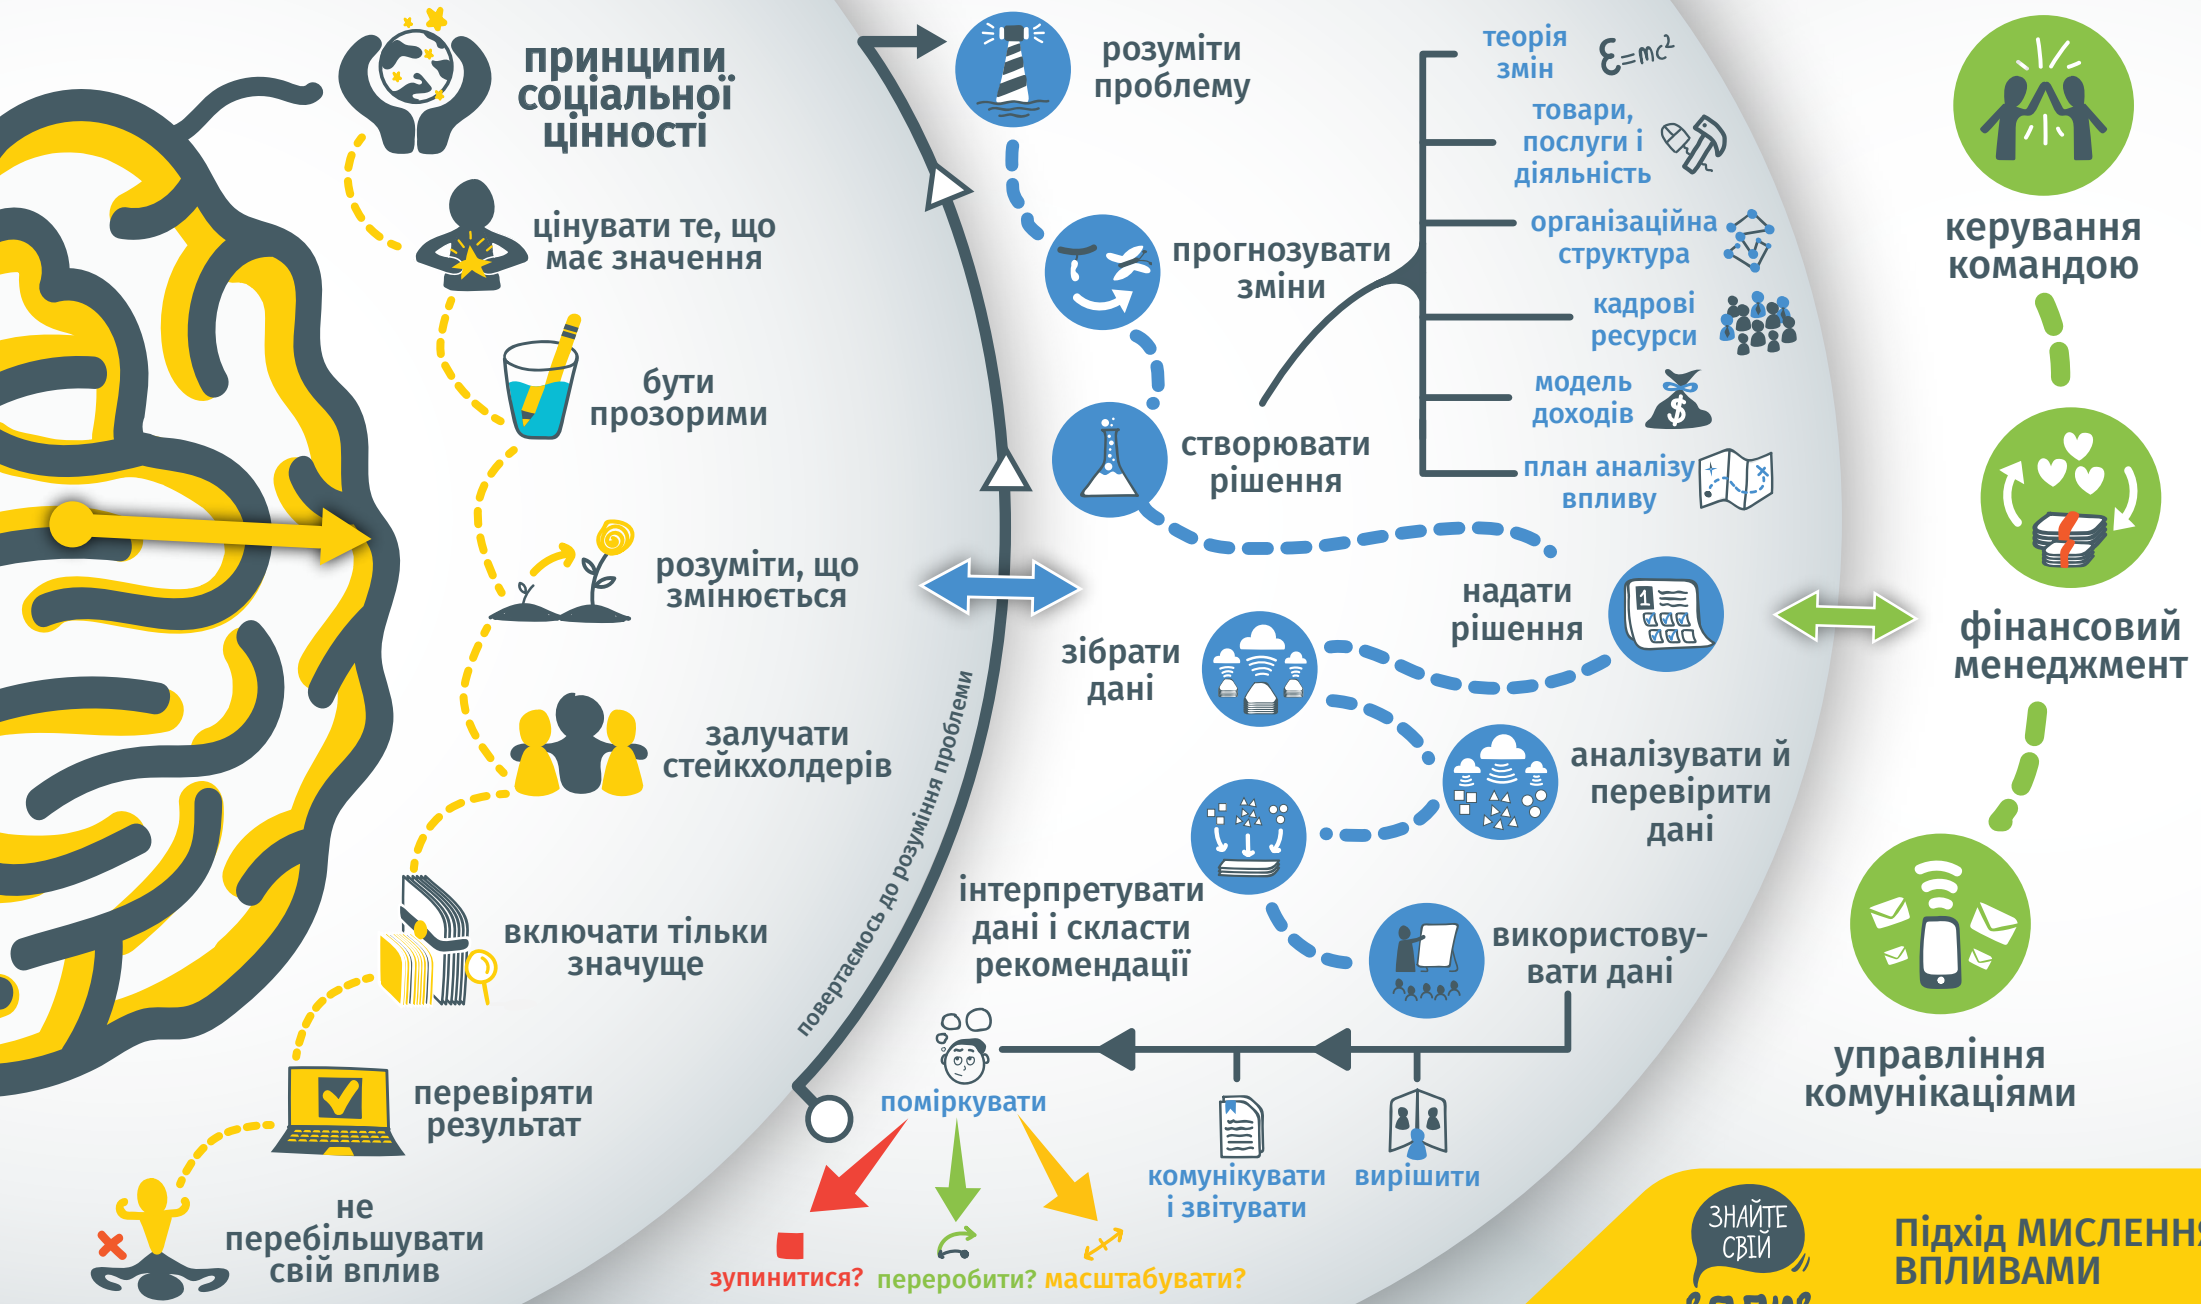 принципи
соціальної
цінності
цінувати те, що
має значення
бути
прозорими
розуміти, що
змінюється
залучати
стейкхолдерів
включати тільки
значуще
перевіряти
результат
не
перебільшувати
свій вплив
повертаємось до розуміння проблеми
розуміти
проблему
прогнозувати
зміни
створювати
рішення
теорія
змін
E=mc²
товари,
послуги і
діяльність
організаційна
структура
кадрові
ресурси
модель
доходів
$
план аналізу
впливу
надати
рішення
1
зібрати
дані
аналізувати й
перевірити
дані
інтерпретувати
дані і скласти
рекомендації
використову-
вати дані
поміркувати
комунікувати
і звітувати
вирішити
зупинитися?
переробити?
масштабувати?
керування
командою
фінансовий
менеджмент
управління
комунікаціями
ЗНАЙТЕ
СВІЙ
Підхід МИСЛЕННЯ
ВПЛИВАМИ